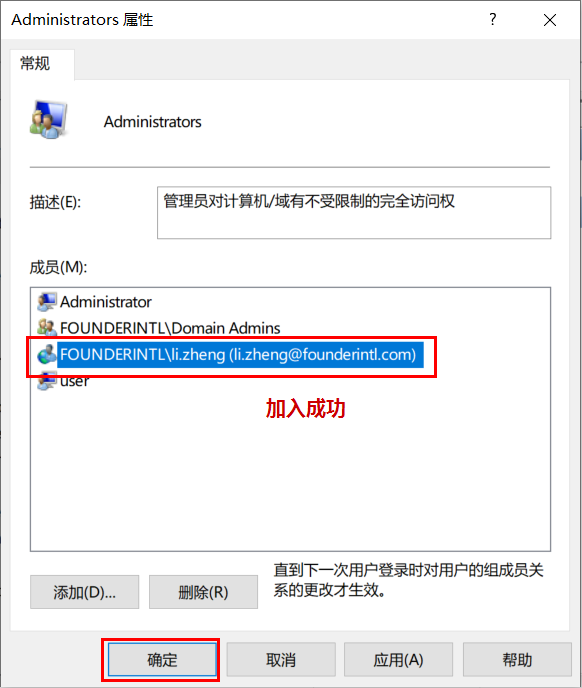 Administrators 属性
?
常规
Administrators
描述(E):
管理员对计算机/域有不受限制的完全访问权
成员(M):
Administrator
FOUNDERINTL\Domain Admins
FOUNDERINTL\li.zheng (li.zheng@founderintl.com)
user
加入成功
添加(D)...
删除(R)
直到下一次用户登录时对用户的组成员关
系的更改才生效。
确定
取消
应用(A)
帮助